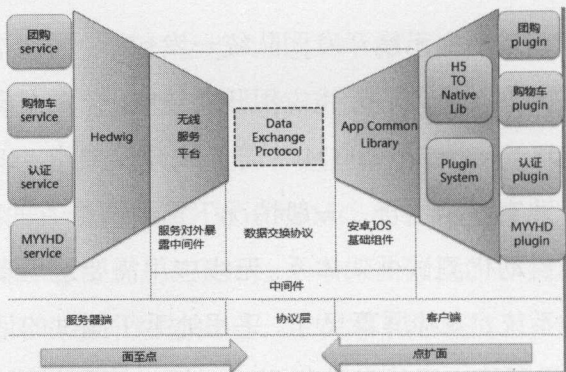 团购
service
购物车
service
认证
service
MYYHD
service
Hedwig
无线
服务
平台
Data
Exchange
Protocol
App Common
Library
H5
TO
Native
Lib
Plugin
System
团购
plugin
购物车
plugin
认证
plugin
MYYHD
plugin
服务对外暴
露中间件
数据交换协议
安卓,IOS
基础组件
中间件
服务器端
协议层
客户端
面至点
点扩面